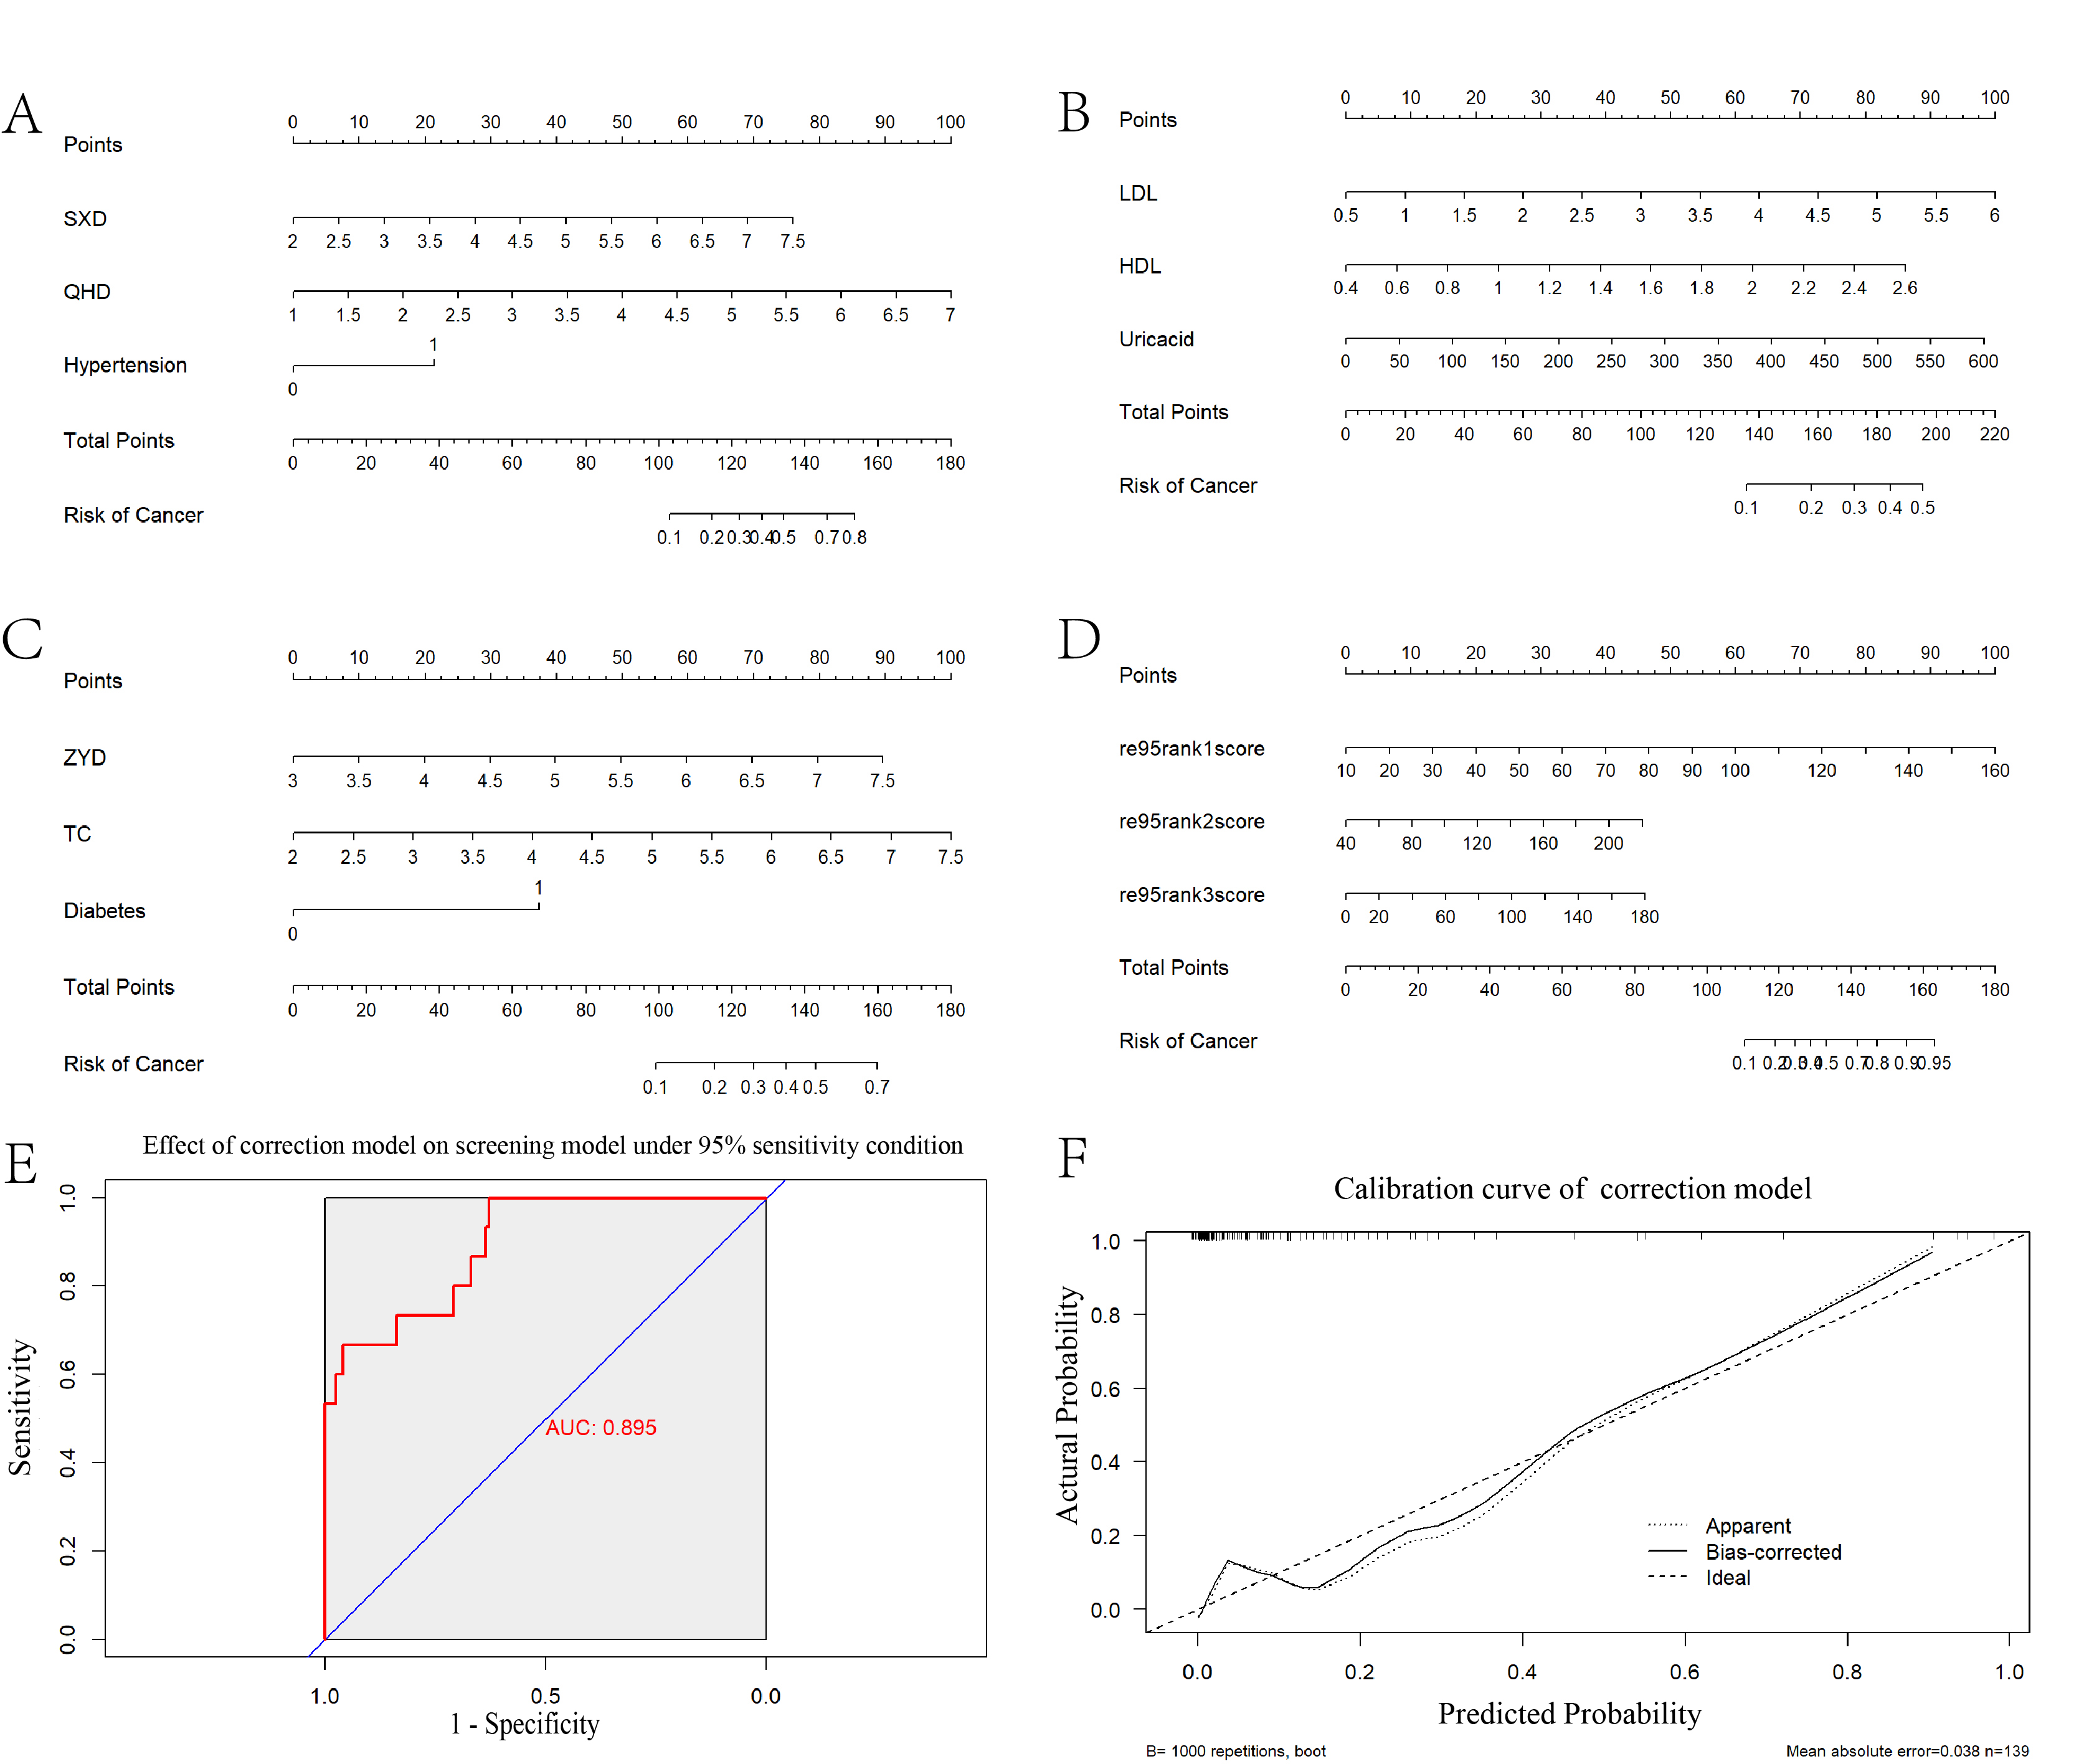 A
0 10 20 30 40 50 60 70 80 90 100
Points
SXD
2 2.5 3 3.5 4 4.5 5 5.5 6 6.5 7 7.5
QHD
1 1.5 2 2.5 3 3.5 4 4.5 5 5.5 6 6.5 7
1
Hypertension
0
Total Points
0 20 40 60 80 100 120 140 160 180
Risk of Cancer
0.1 0.2 0.3 0.4 0.5 0.7 0.8
B
0 10 20 30 40 50 60 70 80 90 100
Points
LDL
0.5 1 1.5 2 2.5 3 3.5 4 4.5 5 5.5 6
HDL
0.4 0.6 0.8 1 1.2 1.4 1.6 1.8 2 2.2 2.4 2.6
Uricacid
0 50 100 150 200 250 300 350 400 450 500 550 600
Total Points
0 20 40 60 80 100 120 140 160 180 200 220
Risk of Cancer
0.1 0.2 0.3 0.4 0.5
C
0 10 20 30 40 50 60 70 80 90 100
Points
ZYD
3 3.5 4 4.5 5 5.5 6 6.5 7 7.5
TC
2 2.5 3 3.5 4 4.5 5 5.5 6 6.5 7 7.5
1
Diabetes
0
Total Points
0 20 40 60 80 100 120 140 160 180
Risk of Cancer
0.1 0.2 0.3 0.4 0.5 0.7
D
0 10 20 30 40 50 60 70 80 90 100
Points
re95rank1score
10 20 30 40 50 60 70 80 90 100 120 140 160
re95rank2score
40 80 120 160 200
re95rank3score
0 20 60 100 140 180
Total Points
0 20 40 60 80 100 120 140 160 180
Risk of Cancer
0.1 0.2 0.3 0.4 0.5 0.7 0.8 0.9 0.95
E
Effect of correction model on screening model under 95% sensitivity condition
Sensitivity
1.0
0.8
0.6
0.4
0.2
0.0
AUC: 0.895
1.0 0.5 0.0
1 - Specificity
F
Calibration curve of correction model
Actural Probability
1.0
0.8
0.6
0.4
0.2
0.0
Apparent
Bias-corrected
Ideal
0.0 0.2 0.4 0.6 0.8 1.0
Predicted Probability
B= 1000 repetitions, boot
Mean absolute error=0.038 n=139